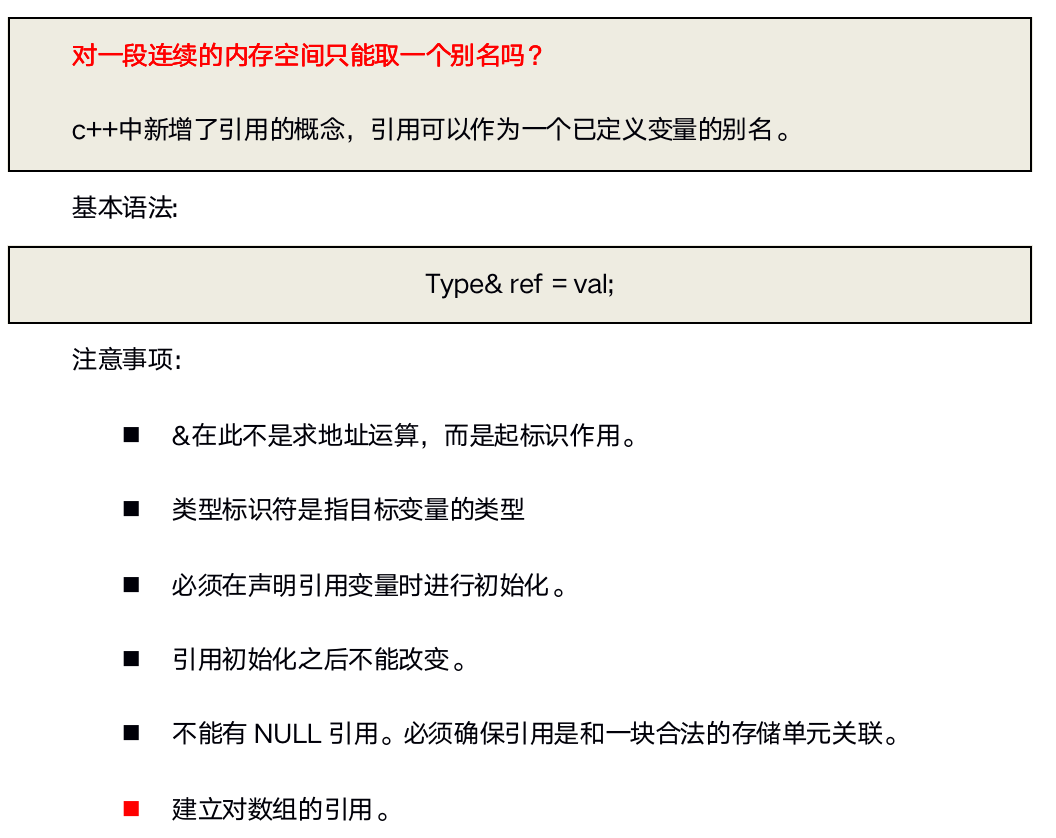 对一段连续的内存空间只能取一个别名吗？
c++中新增了引用的概念，引用可以作为一个已定义变量的别名。
基本语法:
Type& ref = val;
注意事项:
■ &在此不是求地址运算，而是起标识作用。
■ 类型标识符是指目标变量的类型
■ 必须在声明引用变量时进行初始化。
■ 引用初始化之后不能改变。
■ 不能有 NULL 引用。必须确保引用是和一块合法的存储单元关联。
■ 建立对数组的引用。